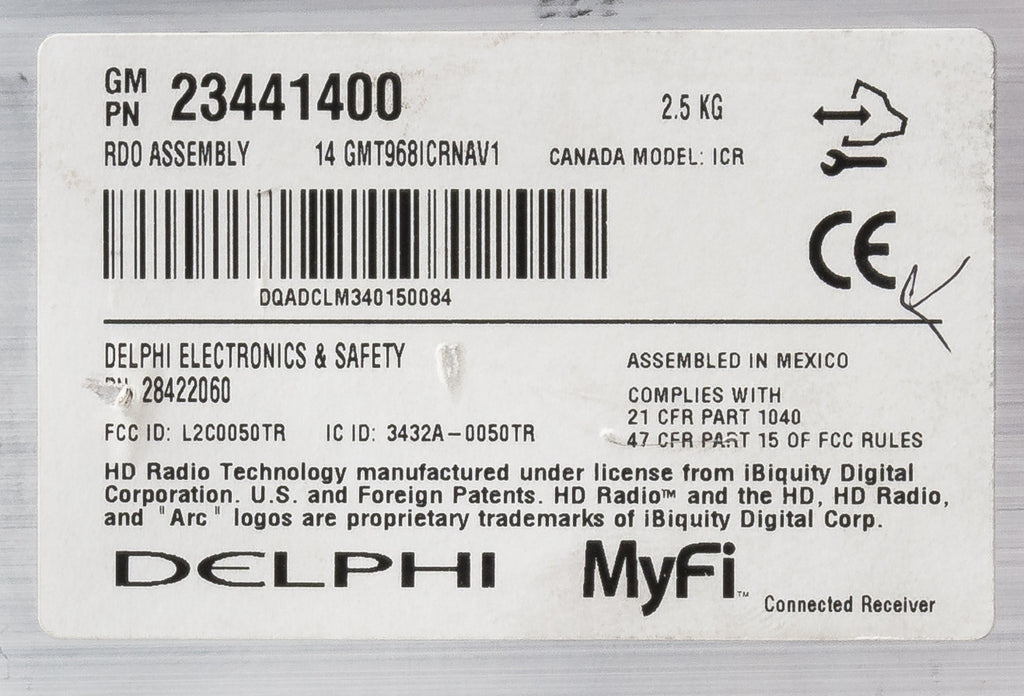 GM PN 23441400
2.5 KG
RDO ASSEMBLY 14 GMT968ICRNAV1 CANADA MODEL: ICR
CE
DQADCLM340150084
DELPHI ELECTRONICS & SAFETY
28422060
FCC ID: L2C0050TR IC ID: 3432A-0050TR
ASSEMBLED IN MEXICO
COMPLIES WITH
21 CFR PART 1040
47 CFR PART 15 OF FCC RULES
HD Radio Technology manufactured under license from iBiquity Digital
Corporation. U.S. and Foreign Patents. HD Radio™ and the HD, HD Radio,
and "Arc" logos are proprietary trademarks of iBiquity Digital Corp.
DELPHI
MyFi™
Connected Receiver